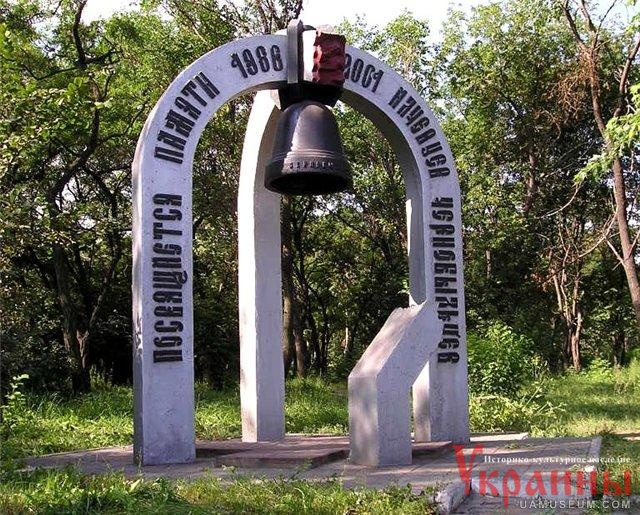 ПОСВЯЩАЕТСЯ ПАМЯТИ 1986
2001 ЧЕРНОБЫЛЬЦЕВ
Историко-культурное наследие
Украины
UAMUSEUM.COM